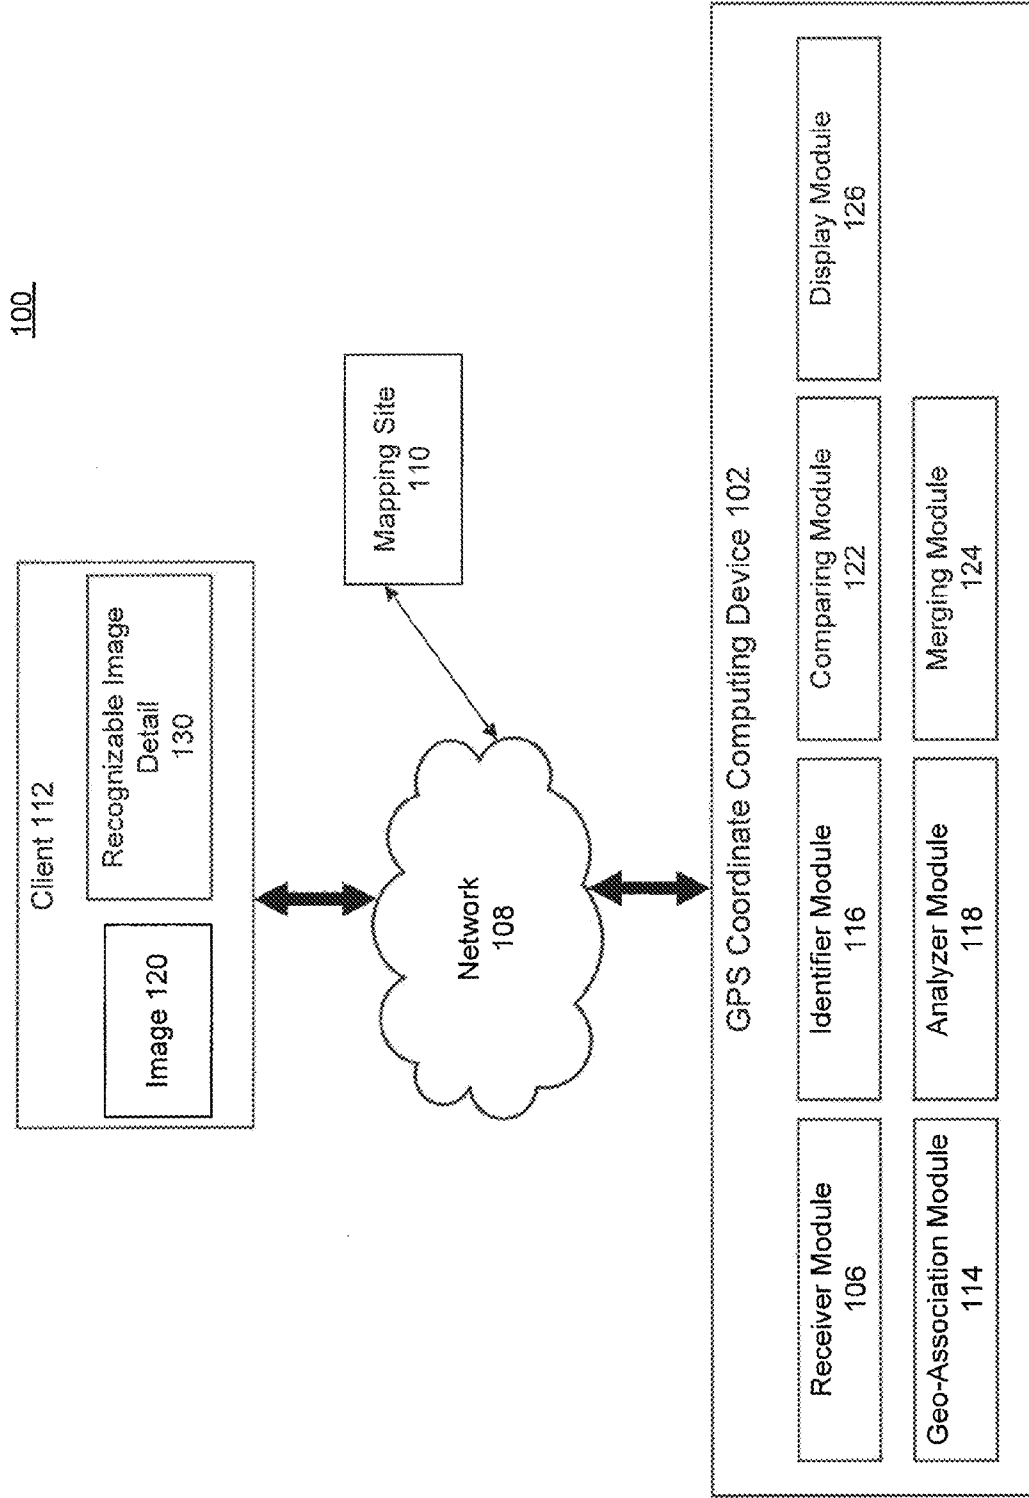 100
Client 112
Image 120
Recognizable Image
Detail
130
Mapping Site
110
Network
108
GPS Coordinate Computing Device 102
Receiver Module
106
Identifier Module
116
Comparing Module
122
Display Module
126
Geo-Association Module
114
Analyzer Module
118
Merging Module
124